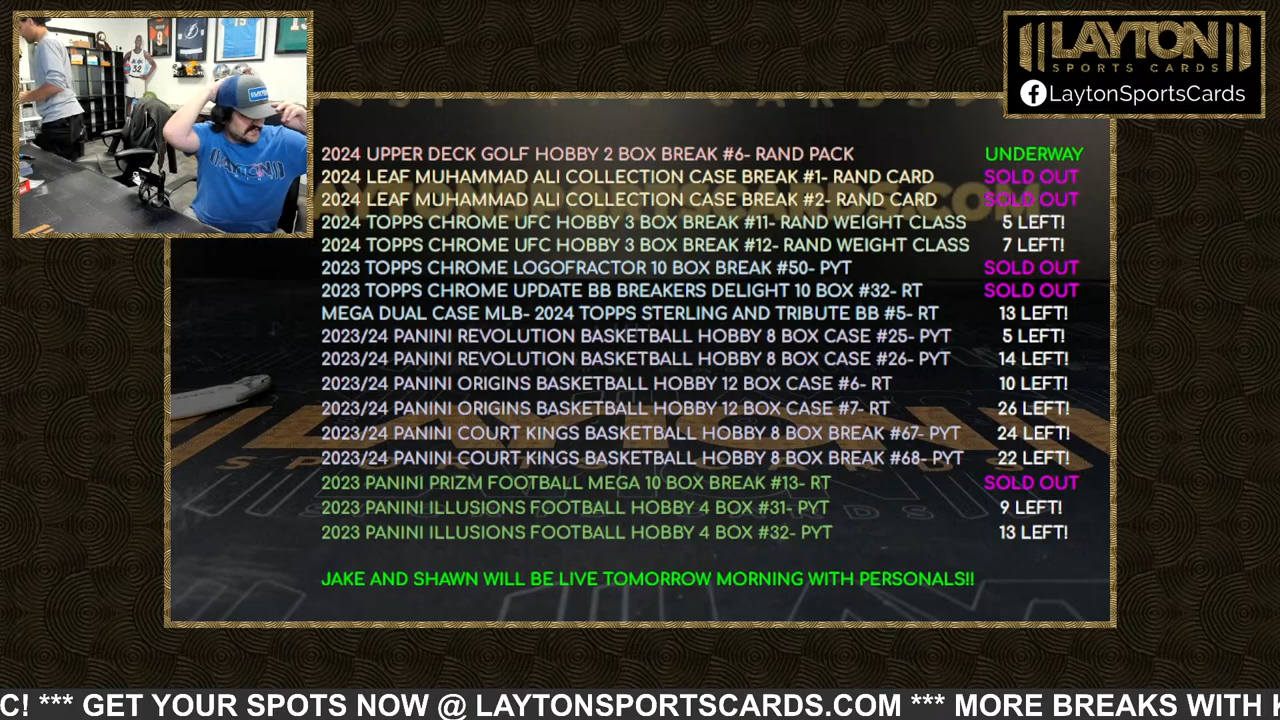 LAYTON
SPORTS CARDS
LaytonSportsCards
2024 UPPER DECK GOLF HOBBY 2 BOX BREAK #6- RAND PACK UNDERWAY
2024 LEAF MUHAMMAD ALI COLLECTION CASE BREAK #1- RAND CARD SOLD OUT
2024 LEAF MUHAMMAD ALI COLLECTION CASE BREAK #2- RAND CARD SOLD OUT
2024 TOPPS CHROME UFC HOBBY 3 BOX BREAK #11- RAND WEIGHT CLASS 5 LEFT!
2024 TOPPS CHROME UFC HOBBY 3 BOX BREAK #12- RAND WEIGHT CLASS 7 LEFT!
2023 TOPPS CHROME LOGOFRACTOR 10 BOX BREAK #50- PYT SOLD OUT
2023 TOPPS CHROME UPDATE BB BREAKERS DELIGHT 10 BOX #32- RT SOLD OUT
MEGA DUAL CASE MLB- 2024 TOPPS STERLING AND TRIBUTE BB #5- RT 13 LEFT!
2023/24 PANINI REVOLUTION BASKETBALL HOBBY 8 BOX CASE #25- PYT 5 LEFT!
2023/24 PANINI REVOLUTION BASKETBALL HOBBY 8 BOX CASE #26- PYT 14 LEFT!
2023/24 PANINI ORIGINS BASKETBALL HOBBY 12 BOX CASE #6- RT 10 LEFT!
2023/24 PANINI ORIGINS BASKETBALL HOBBY 12 BOX CASE #7- RT 26 LEFT!
2023/24 PANINI COURT KINGS BASKETBALL HOBBY 8 BOX BREAK #67- PYT 24 LEFT!
2023/24 PANINI COURT KINGS BASKETBALL HOBBY 8 BOX BREAK #68- PYT 22 LEFT!
2023 PANINI PRIZM FOOTBALL MEGA 10 BOX BREAK #13- RT SOLD OUT
2023 PANINI ILLUSIONS FOOTBALL HOBBY 4 BOX #31- PYT 9 LEFT!
2023 PANINI ILLUSIONS FOOTBALL HOBBY 4 BOX #32- PYT 13 LEFT!
JAKE AND SHAWN WILL BE LIVE TOMORROW MORNING WITH PERSONALS!!
C! *** GET YOUR SPOTS NOW @ LAYTONSPORTSCARDS.COM *** MORE BREAKS WITH